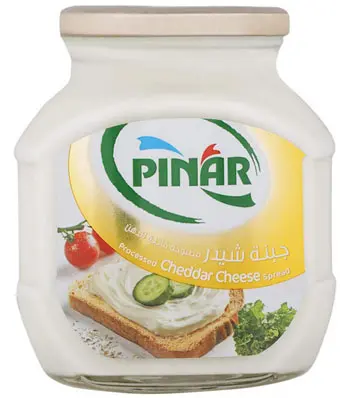 PINAR
جبنة شيدر
Processed Cheddar Cheese Spread